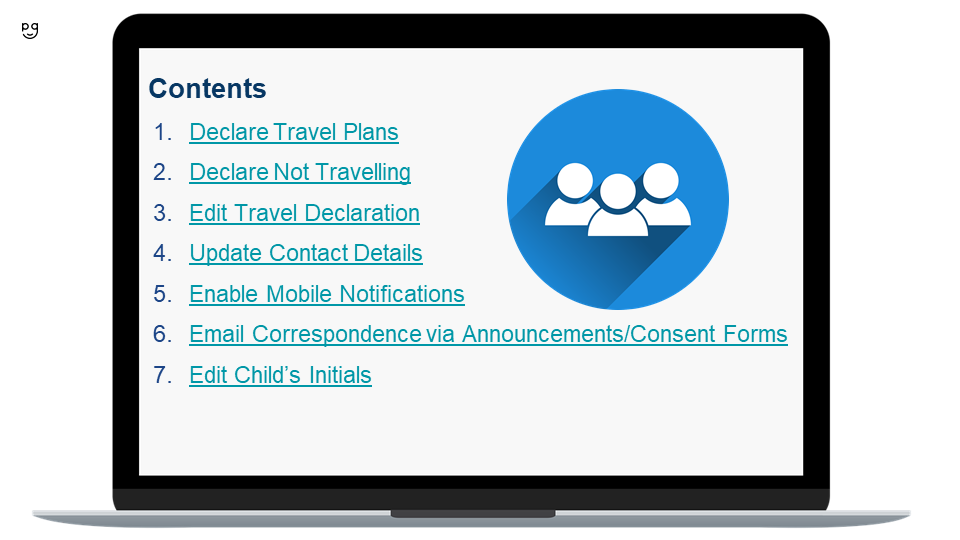 Contents
1. Declare Travel Plans
2. Declare Not Travelling
3. Edit Travel Declaration
4. Update Contact Details
5. Enable Mobile Notifications
6. Email Correspondence via Announcements/Consent Forms
7. Edit Child’s Initials